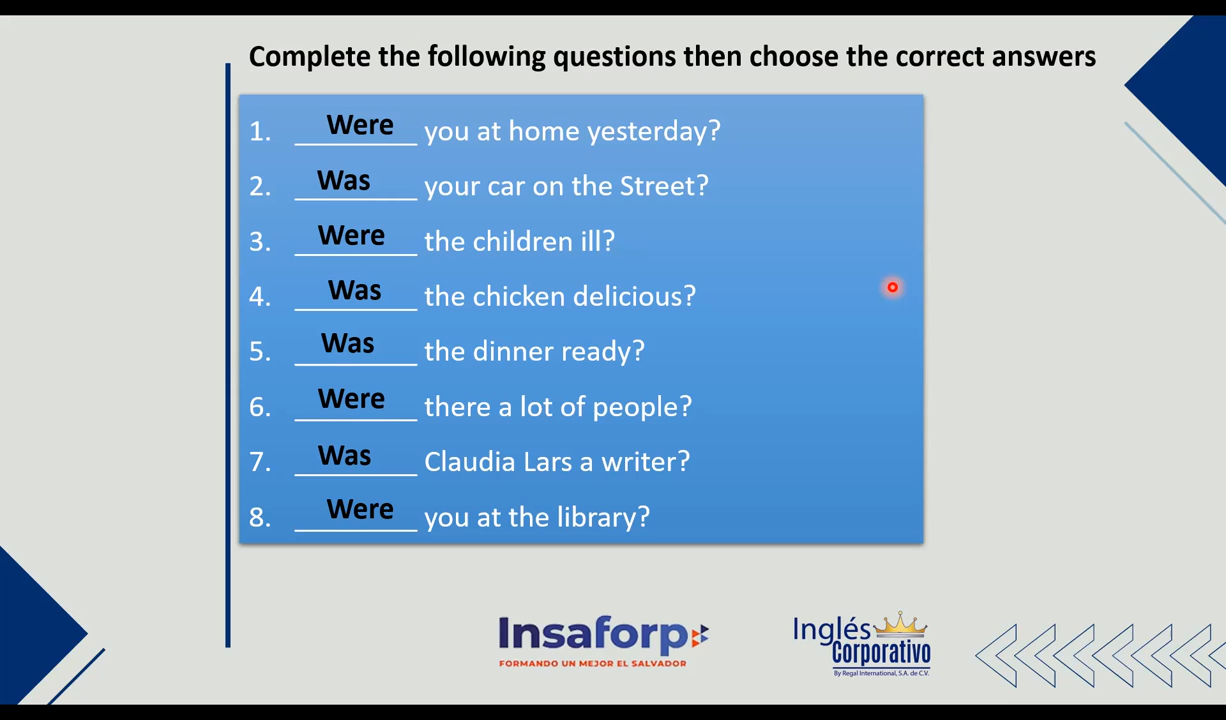 Complete the following questions then choose the correct answers
1. Were you at home yesterday?
2. Was your car on the Street?
3. Were the children ill?
4. Was the chicken delicious?
5. Was the dinner ready?
6. Were there a lot of people?
7. Was Claudia Lars a writer?
8. Were you at the library?
Insaforp
FORMANDO UN MEJOR EL SALVADOR
Inglés
Corporativo
By Regal International, S.A. de C.V.